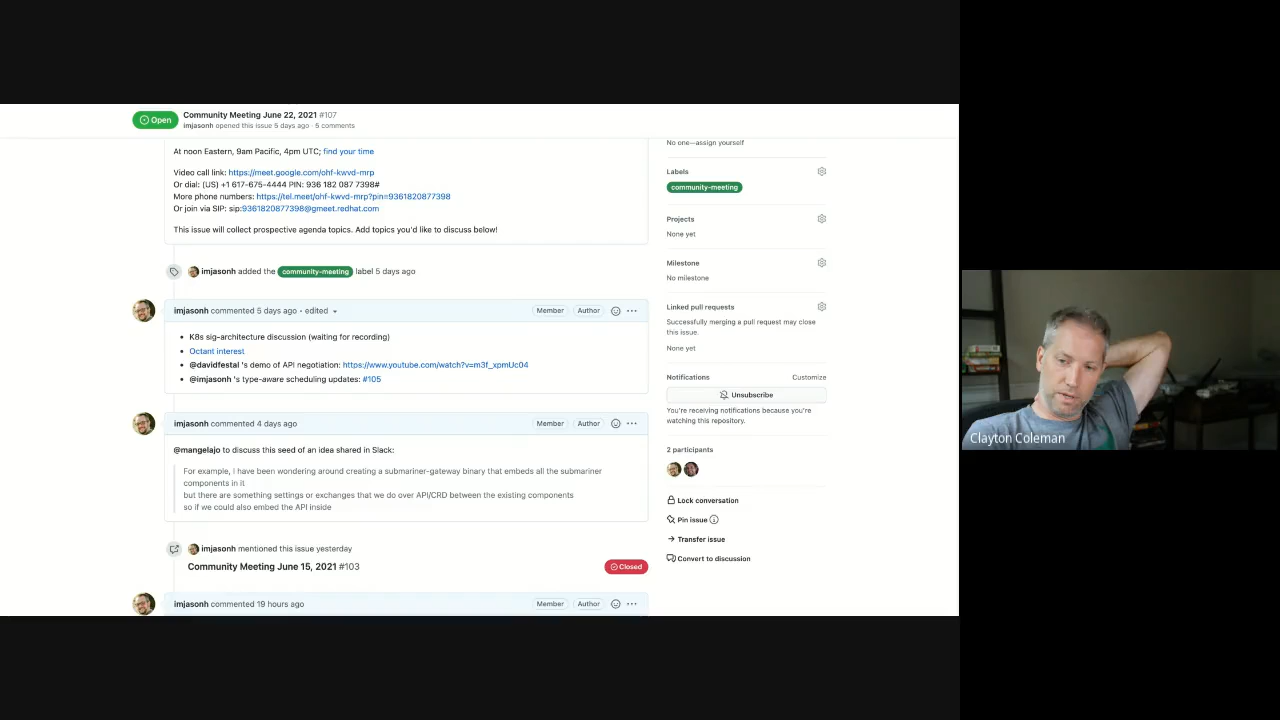 Open
Community Meeting June 22, 2021 #107
imjasonh opened this issue 5 days ago · 5 comments
At noon Eastern, 9am Pacific, 4pm UTC; find your time
Video call link: https://meet.google.com/ohf-kwvd-mrp
Or dial: (US) +1 617-675-4444 PIN: 936 182 087 7398#
More phone numbers: https://tel.meet/ohf-kwvd-mrp?pin=9361820877398
Or join via SIP: sip:9361820877398@gmeet.redhat.com
This issue will collect prospective agenda topics. Add topics you'd like to discuss below!
imjasonh added the community-meeting label 5 days ago
imjasonh commented 5 days ago • edited
Member
Author
• K8s sig-architecture discussion (waiting for recording)
• Octant interest
• @davidfestal 's demo of API negotiation: https://www.youtube.com/watch?v=m3f_xpmUc04
• @imjasonh 's type-aware scheduling updates: #105
imjasonh commented 4 days ago
Member
Author
@mangelajo to discuss this seed of an idea shared in Slack:
For example, I have been wondering around creating a submariner-gateway binary that embeds all the submariner
components in it
but there are something settings or exchanges that we do over API/CRD between the existing components
so if we could also embed the API inside
imjasonh mentioned this issue yesterday
Community Meeting June 15, 2021 #103
Closed
imjasonh commented 19 hours ago
Member
Author
No one—assign yourself
Labels
community-meeting
Projects
None yet
Milestone
No milestone
Linked pull requests
Successfully merging a pull request may close
this issue.
None yet
Notifications
Customize
Unsubscribe
You're receiving notifications because you're
watching this repository.
2 participants
Lock conversation
Pin issue
Transfer issue
Convert to discussion
Clayton Coleman